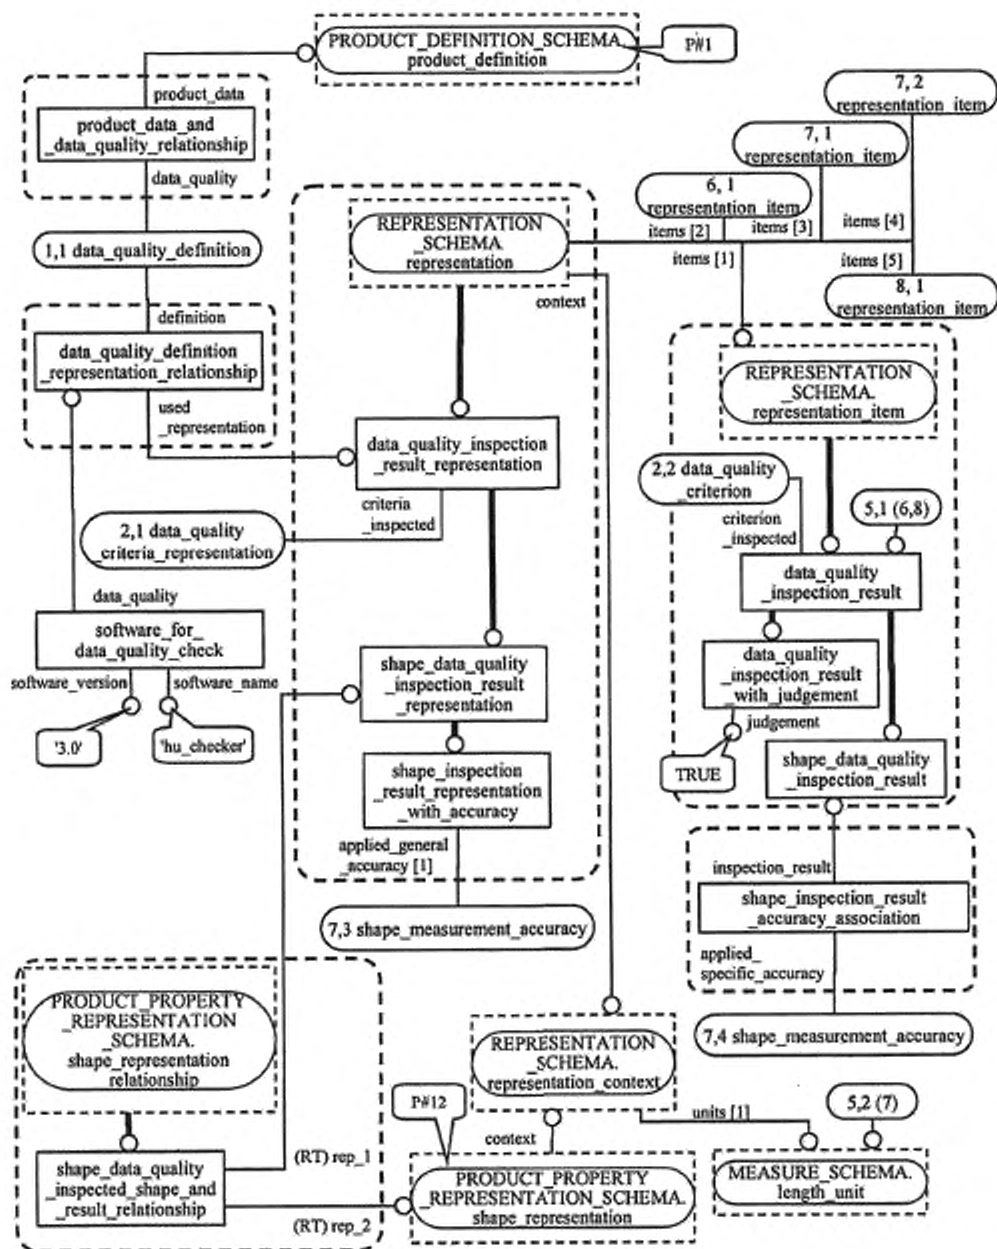 PRODUCT_DEFINITION_SCHEMA.
product_definition
P#1
product_data
product_data_and
_data_quality_relationship
data_quality
1,1 data_quality_definition
definition
data_quality_definition
_representation_relationship
used
_representation
7, 2
representation_item
7, 1
representation_item
6, 1
representation_item
items [2]
items [3]
items [4]
items [1]
items [5]
8, 1
representation_item
REPRESENTATION
_SCHEMA.
representation
context
data_quality_inspection
_result_representation
criteria
_inspected
2,1 data_quality
_criteria_representation
REPRESENTATION
_SCHEMA.
representation_item
2,2 data_quality
_criterion
5,1 (6,8)
criterion
_inspected
data_quality
_inspection_result
data_quality
software_for_
data_quality_check
software_version
software_name
'3.0'
'hu_checker'
shape_data_quality
_inspection_result
_representation
data_quality
_inspection_result
_with_judgement
judgement
TRUE
shape_data_quality
_inspection_result
shape_inspection
_result_representation
_with_accuracy
applied_general
_accuracy [1]
7,3 shape_measurement_accuracy
inspection_result
shape_inspection_result
_accuracy_association
applied_
specific_accuracy
7,4 shape_measurement_accuracy
PRODUCT_PROPERTY
_REPRESENTATION
_SCHEMA.
shape_representation
relationship
REPRESENTATION
_SCHEMA.
representation_context
P#12
context
units [1]
5,2 (7)
shape_data_quality
_inspected_shape_and
_result_relationship
(RT) rep_1
(RT) rep_2
PRODUCT_PROPERTY
_REPRESENTATION_SCHEMA.
shape_representation
MEASURE_SCHEMA.
length_unit